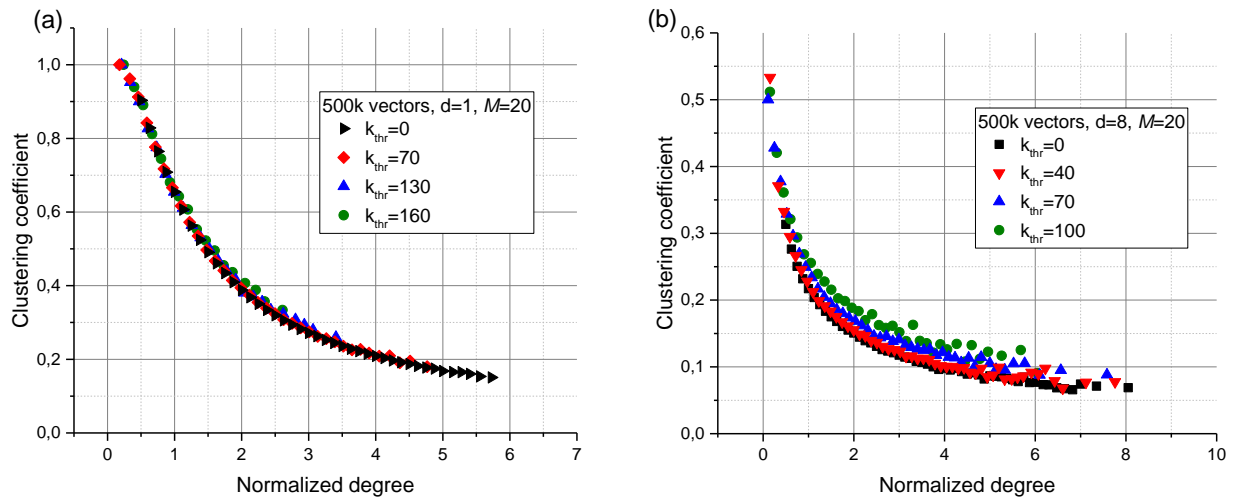 (a)
Clustering coefficient
1,0
0,8
0,6
0,4
0,2
0,0
500k vectors, d=1, M=20
k_thr=0
k_thr=70
k_thr=130
k_thr=160
0 1 2 3 4 5 6 7
Normalized degree
(b)
Clustering coefficient
0,6
0,5
0,4
0,3
0,2
0,1
0,0
500k vectors, d=8, M=20
k_thr=0
k_thr=40
k_thr=70
k_thr=100
0 2 4 6 8 10
Normalized degree